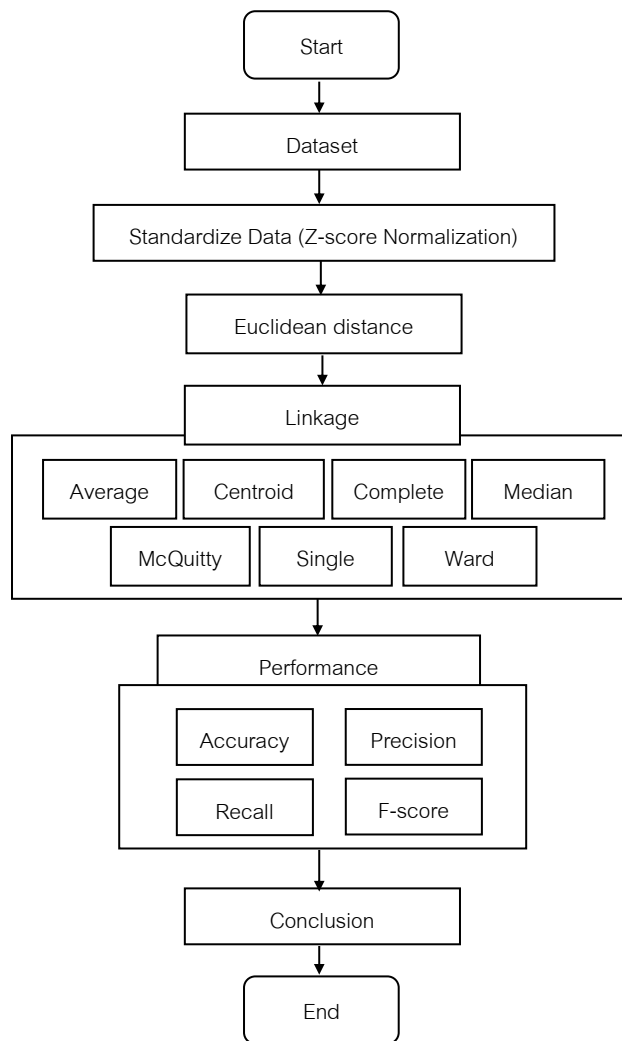 Start
Dataset
Standardize Data (Z-score Normalization)
Euclidean distance
Linkage
Average Centroid Complete Median
McQuitty Single Ward
Performance
Accuracy Precision
Recall F-score
Conclusion
End